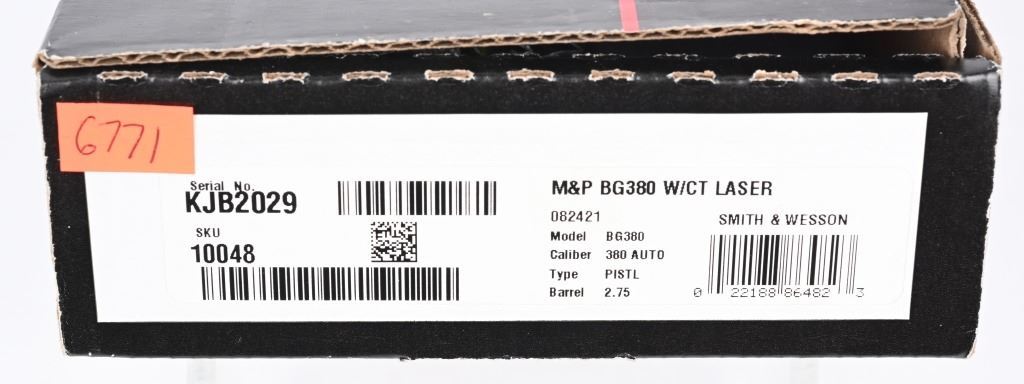 6771
Serial No.
KJB2029
SKU
10048
M&P BG380 W/CT LASER
082421
Model BG380
Caliber 380 AUTO
Type PISTL
Barrel 2.75
SMITH & WESSON
0 22188 86482 3